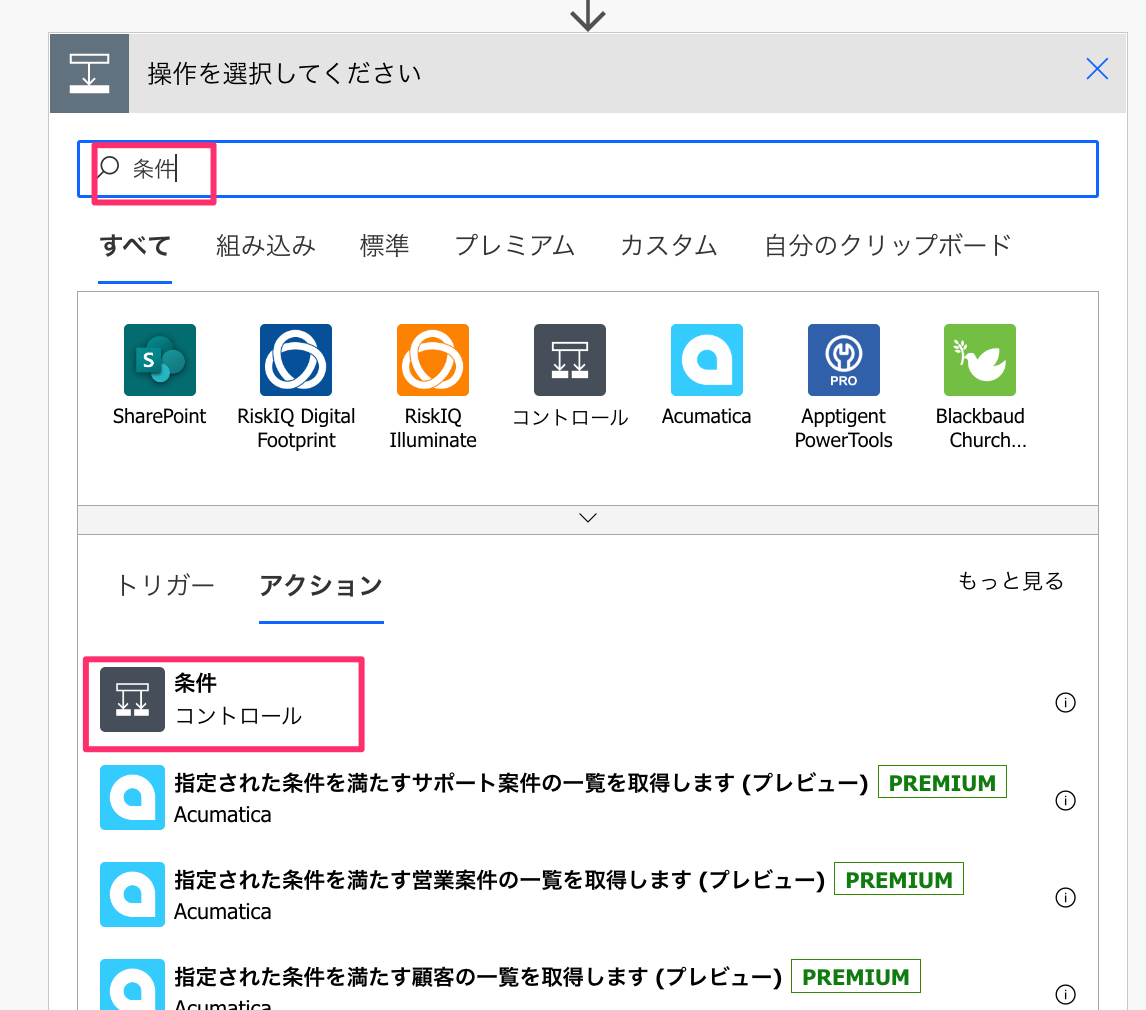 操作を選択してください
条件
すべて 組み込み 標準 プレミアム カスタム 自分のクリップボード
S
PRO
SharePoint RiskIQ Digital Footprint RiskIQ Illuminate コントロール Acumatica Apptigent PowerTools Blackbaud Church...
トリガー アクション もっと見る
条件
コントロール
指定された条件を満たすサポート案件の一覧を取得します (プレビュー) PREMIUM
Acumatica
指定された条件を満たす営業案件の一覧を取得します (プレビュー) PREMIUM
Acumatica
指定された条件を満たす顧客の一覧を取得します (プレビュー) PREMIUM
Acumatica